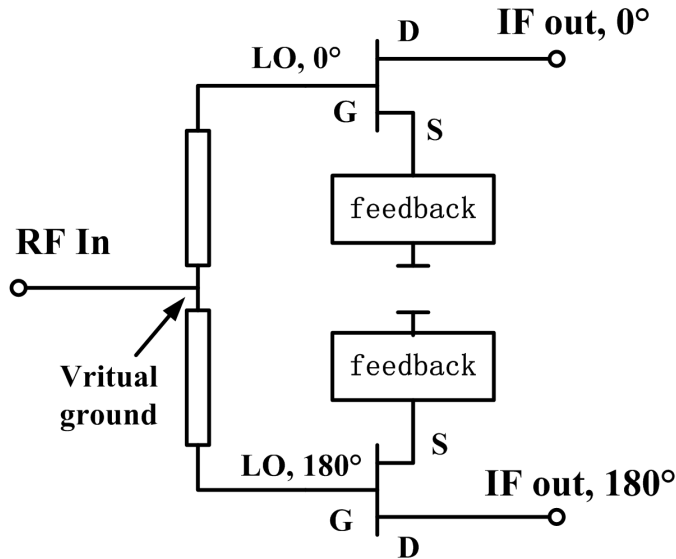 IF out, 0°
D
LO, 0°
G
S
feedback
RF In
Vritual
ground
feedback
S
LO, 180°
IF out, 180°
G
D